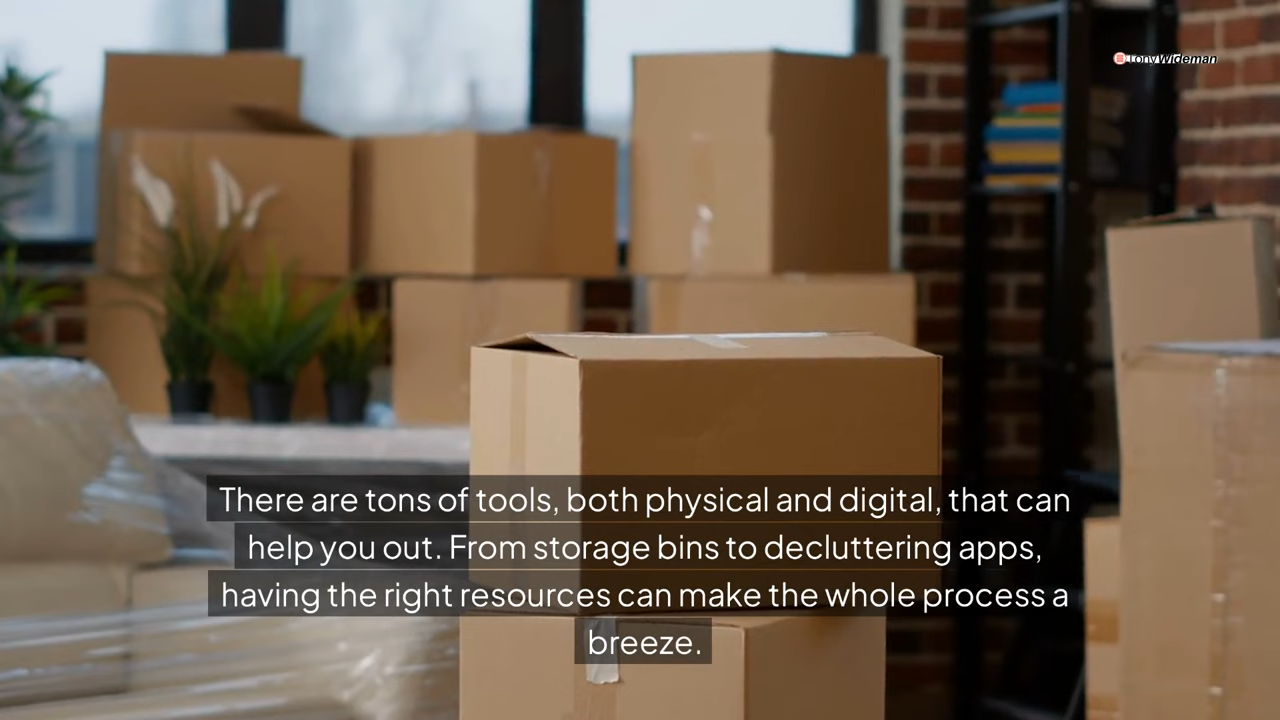 TonyWideman
There are tons of tools, both physical and digital, that can
help you out. From storage bins to decluttering apps,
having the right resources can make the whole process a
breeze.